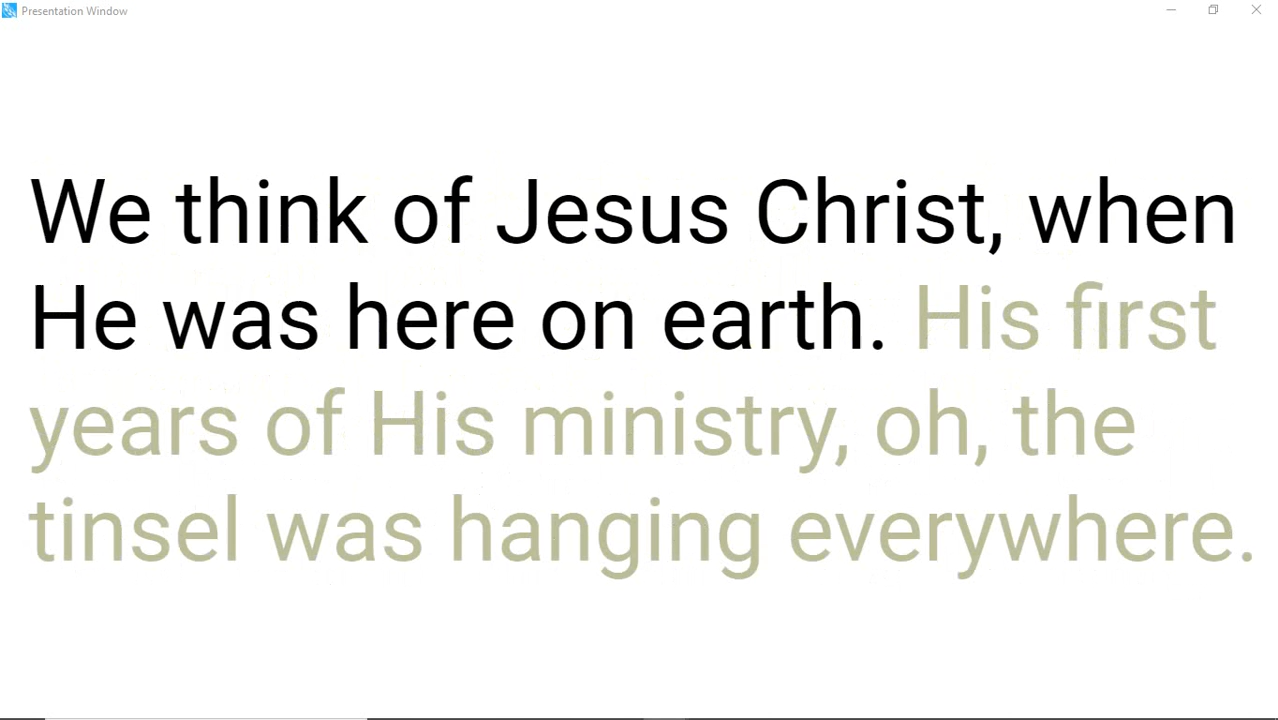 Presentation Window
We think of Jesus Christ, when
He was here on earth. His first
years of His ministry, oh, the
tinsel was hanging everywhere.